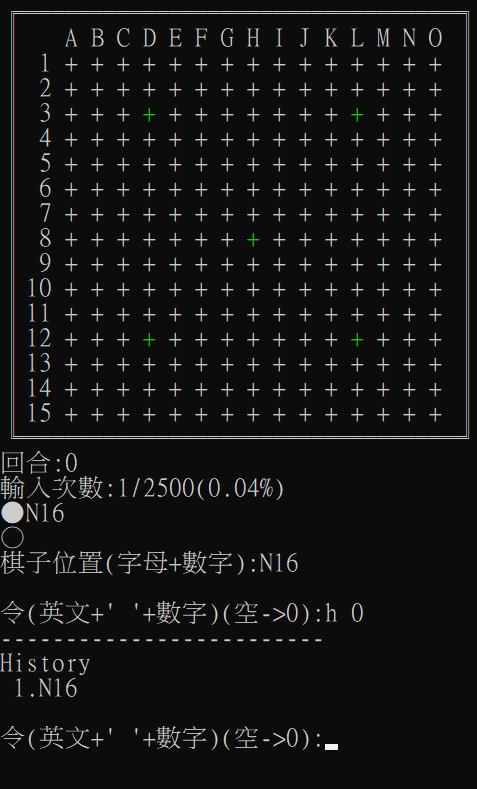 A B C D E F G H I J K L M N O
1 + + + + + + + + + + + + + + +
2 + + + + + + + + + + + + + + +
3 + + + + + + + + + + + + + + +
4 + + + + + + + + + + + + + + +
5 + + + + + + + + + + + + + + +
6 + + + + + + + + + + + + + + +
7 + + + + + + + + + + + + + + +
8 + + + + + + + + + + + + + + +
9 + + + + + + + + + + + + + + +
10 + + + + + + + + + + + + + + +
11 + + + + + + + + + + + + + + +
12 + + + + + + + + + + + + + + +
13 + + + + + + + + + + + + + + +
14 + + + + + + + + + + + + + + +
15 + + + + + + + + + + + + + + +
回合:0
輸入次數:1/2500(0.04%)
●N16
○
棋子位置(字母+數字):N16
令(英文+' '+數字)(空->0):h 0
-------------------------
History
1.N16
令(英文+' '+數字)(空->0):